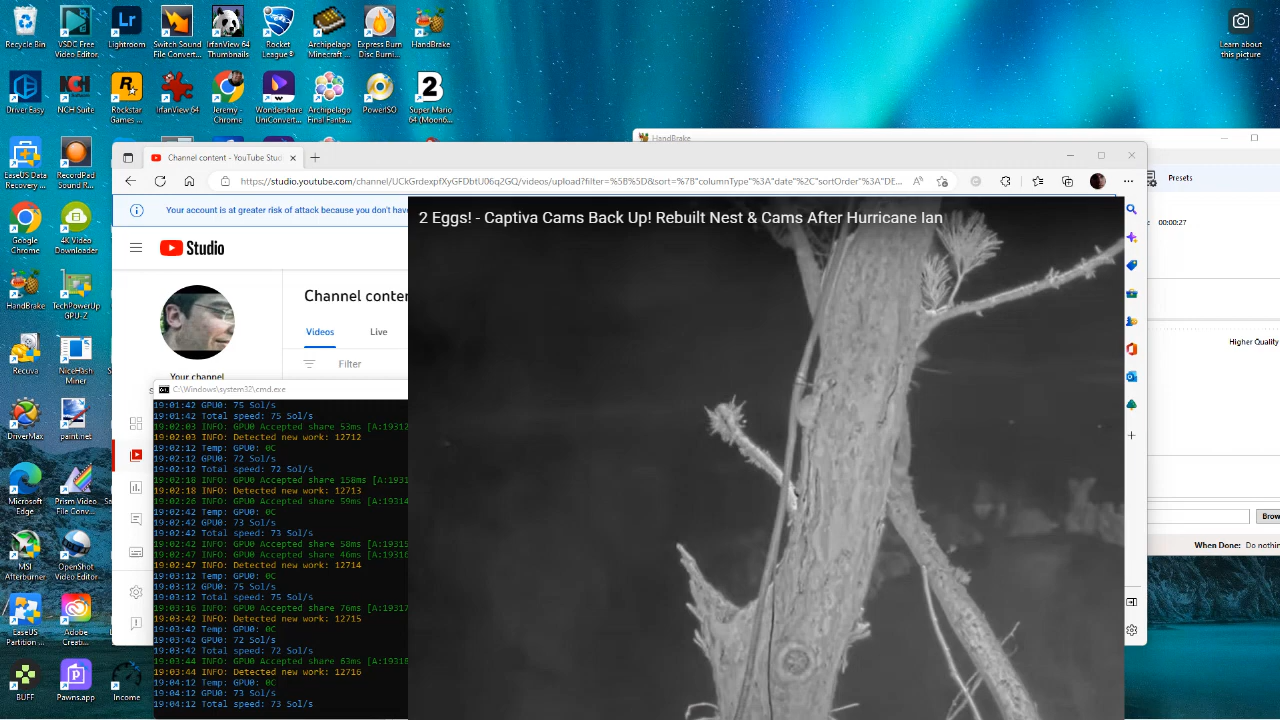 Recycle Bin
VSDC Free
Video Editor
Lightroom
Switch Sound
File Convert...
IrfanView 64
Thumbnails
Rocket
League®
Archipelago
Minecraft ...
Express Burn
Disc Burni...
HandBrake
Learn about
this picture
Driver Easy
NCH Suite
Rockstar
Games ...
IrfanView 64
Jeremy -
Chrome
Wondershare
UniConvert...
Archipelago
Final Fanta...
PowerISO
Super Mario
64 (Moon6...
HandBrake
EaseUS Data
Recovery ...
RecordPad
Sound R...
Channel content - YouTube Stud
Presets
https://studio.youtube.com/channel/UCkGrdexpfXyGFDbtU06q2GQ/videos/upload?filter=%5B%5D&sort=%7B"columnType"%3A"date"%2C"sortOrder"%3A"DE...
Your account is at greater risk of attack because you don't have
2 Eggs! - Captiva Cams Back Up! Rebuilt Nest & Cams After Hurricane Ian
00:00:27
Google
Chrome
4K Video
Downloader
Studio
HandBrake
TechPowerUp
GPU-Z
Channel conten
Videos
Live
Higher Quality
Filter
Your channel
Recuva
NiceHash
Miner
C:\Windows\system32\cmd.exe
19:01:42 GPU0: 75 Sol/s
19:01:42 Total speed: 75 Sol/s
19:02:03 INFO: GPU0 Accepted share 53ms [A:19312
19:02:03 INFO: Detected new work: 12712
19:02:12 Temp: GPU0: 0C
19:02:12 GPU0: 72 Sol/s
19:02:12 Total speed: 72 Sol/s
19:02:18 INFO: GPU0 Accepted share 158ms [A:1931
19:02:18 INFO: Detected new work: 12713
19:02:26 INFO: GPU0 Accepted share 59ms [A:19314
19:02:42 Temp: GPU0: 0C
19:02:42 GPU0: 73 Sol/s
19:02:42 Total speed: 73 Sol/s
19:02:42 INFO: GPU0 Accepted share 58ms [A:19315
19:02:47 INFO: GPU0 Accepted share 46ms [A:19316
19:02:47 INFO: Detected new work: 12714
19:03:12 Temp: GPU0: 0C
19:03:12 GPU0: 75 Sol/s
19:03:12 Total speed: 75 Sol/s
19:03:16 INFO: GPU0 Accepted share 76ms [A:19317
19:03:42 INFO: Detected new work: 12715
19:03:42 Temp: GPU0: 0C
19:03:42 GPU0: 72 Sol/s
19:03:42 Total speed: 72 Sol/s
19:03:44 INFO: GPU0 Accepted share 63ms [A:19318
19:03:44 INFO: Detected new work: 12716
19:04:12 Temp: GPU0: 0C
19:04:12 GPU0: 73 Sol/s
19:04:12 Total speed: 73 Sol/s
DriverMax
paint.net
Microsoft
Edge
Prism Video
File Conv...
MSI
Afterburner
OpenShot
Video Editor
EaseUS
Partition ...
Adobe
Creati...
BUFF
Pawns.app
Income
Brow
When Done: Do nothin